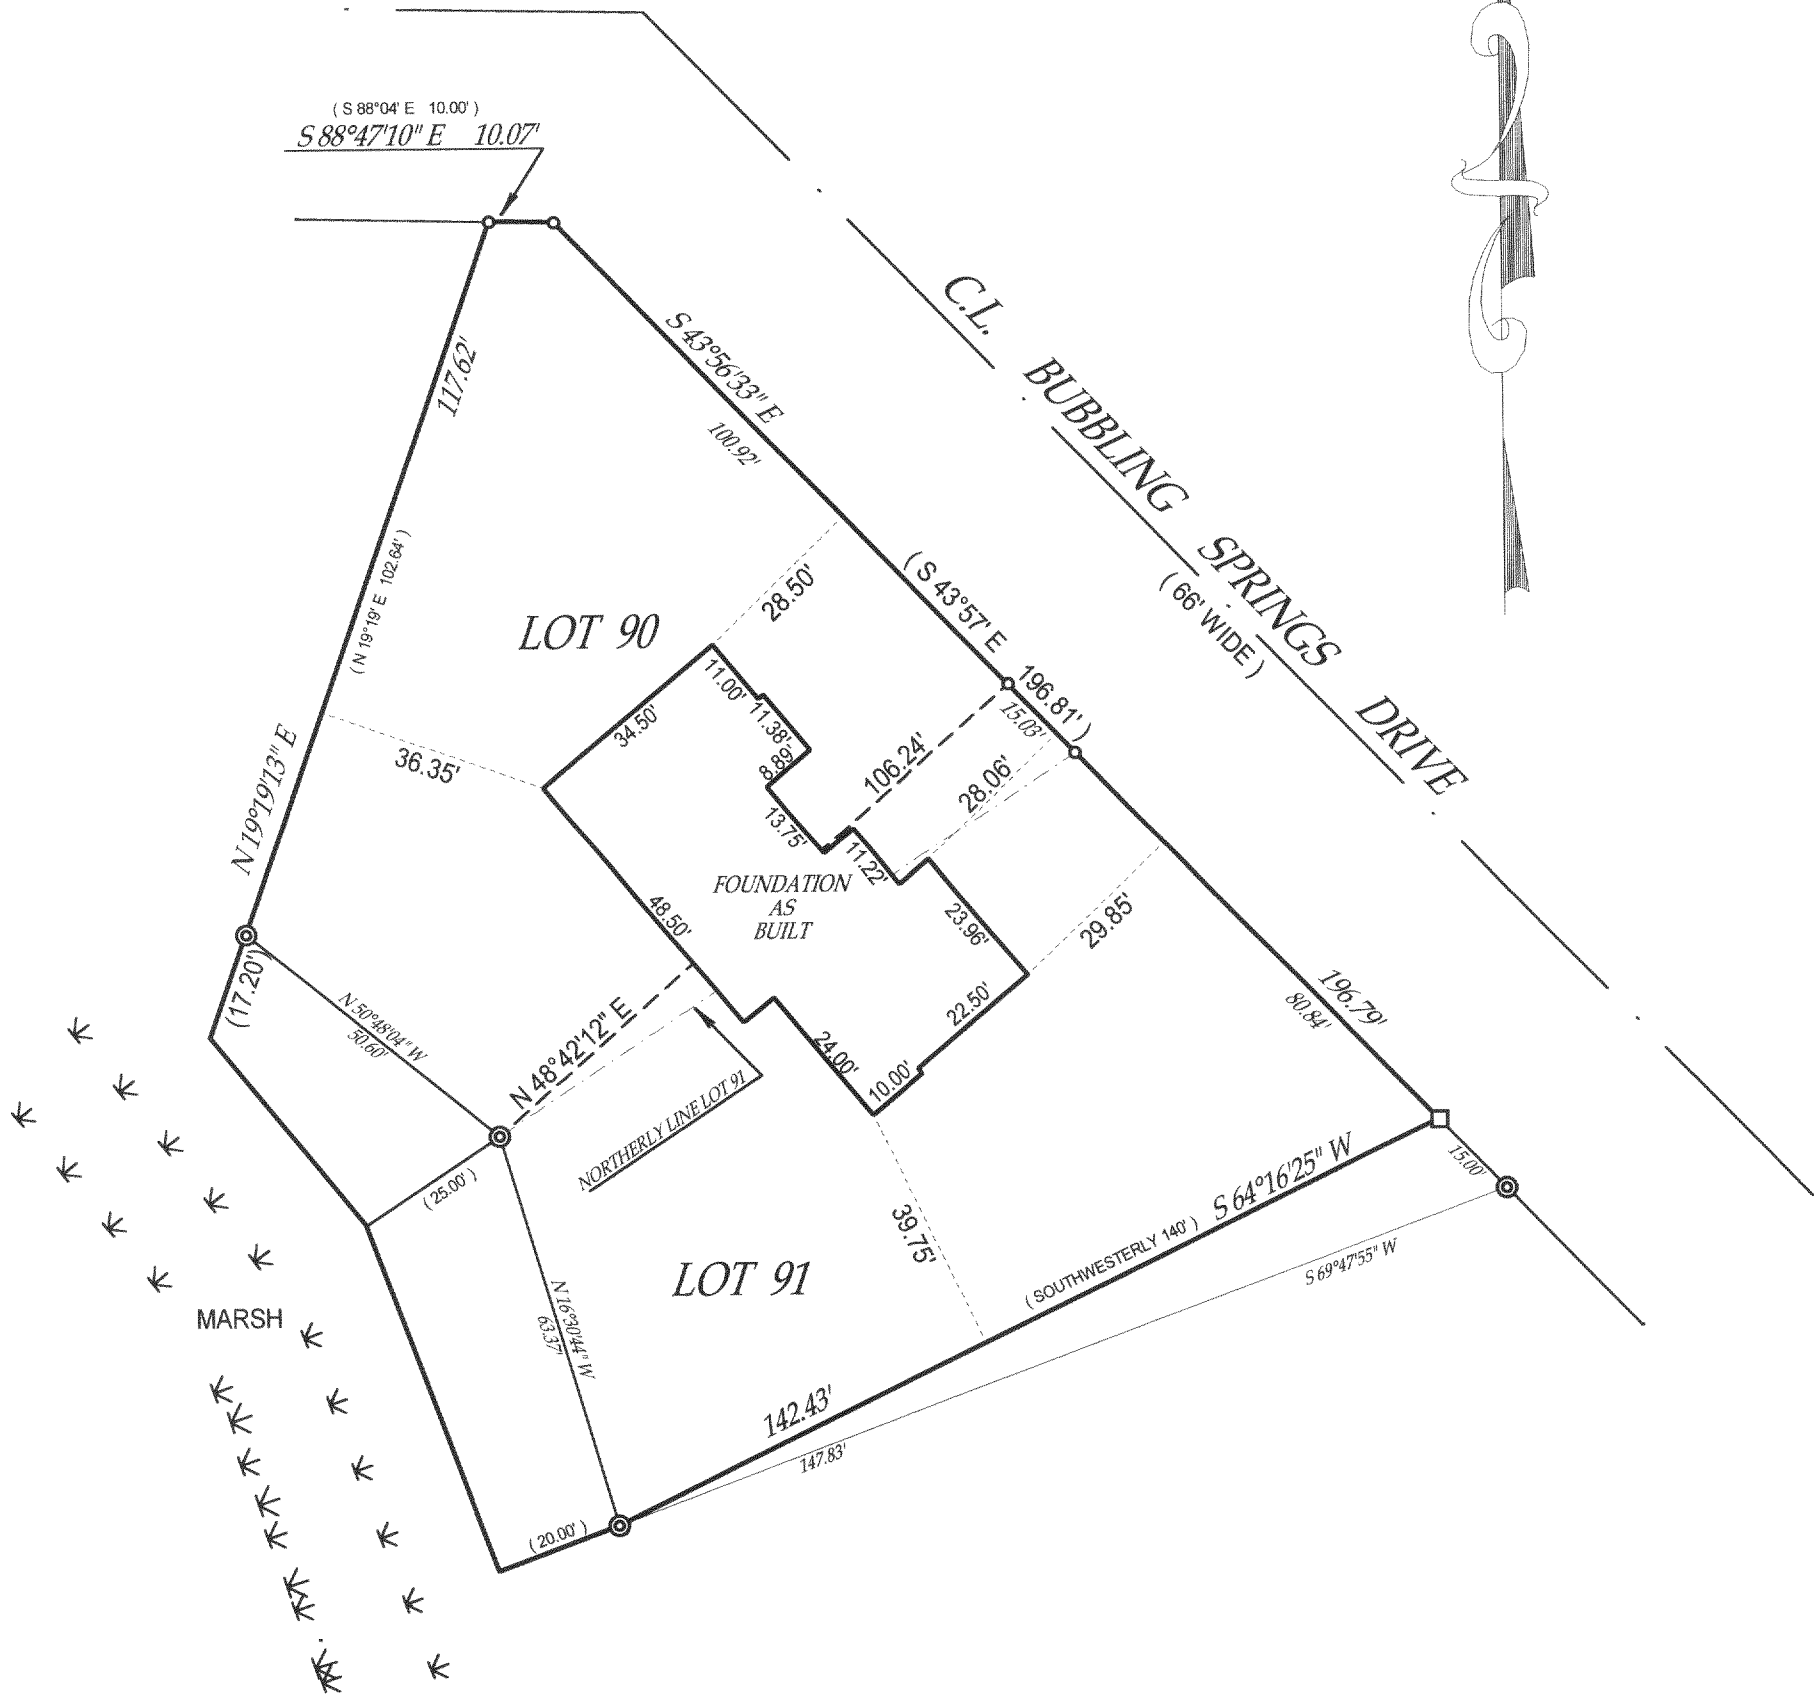 ( S 88°04' E 10.00' )
S 88°47'10" E 10.07'
117.62'
( N 19°19' E 102.64' )
N 19°19'13" E
S 43°56'33" E
100.92'
C.L. BUBBLING SPRINGS DRIVE
( 66' WIDE )
( S 43°57' E 196.81' )
15.03'
LOT 90
28.50'
36.35'
34.50'
11.00'
11.38'
8.89'
13.75'
106.24'
28.06'
11.22'
FOUNDATION
AS
BUILT
23.96'
29.85'
48.50'
22.50'
24.00'
10.00'
196.79'
80.84'
15.00'
(17.20')
N 50°48'04" W
50.60'
N 48°42'12" E
NORTHERLY LINE LOT 91
( 25.00' )
39.75'
S 64°16'25" W
( SOUTHWESTERLY 140' )
S 69°47'55" W
LOT 91
N 16°30'44" W
63.37'
MARSH
142.43'
147.83'
( 20.00' )